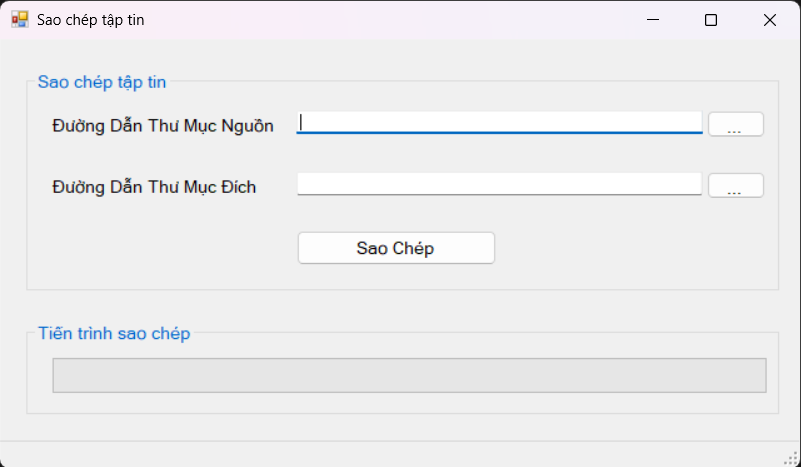 Sao chép tập tin
Sao chép tập tin
Đường Dẫn Thư Mục Nguồn
...
Đường Dẫn Thư Mục Đích
...
Sao Chép
Tiến trình sao chép